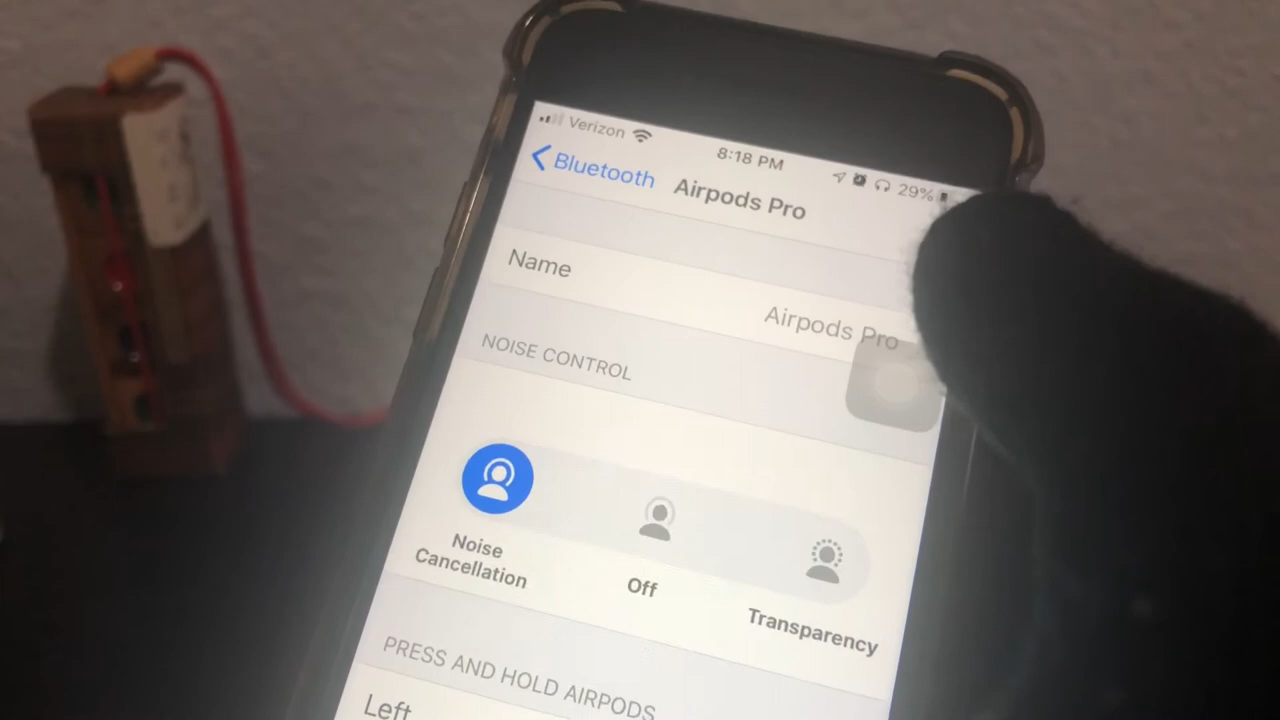 Verizon 8:18 PM 29%
Bluetooth Airpods Pro
Name Airpods Pro
NOISE CONTROL
Noise
Cancellation
Off
Transparency
PRESS AND HOLD AIRPODS
Left